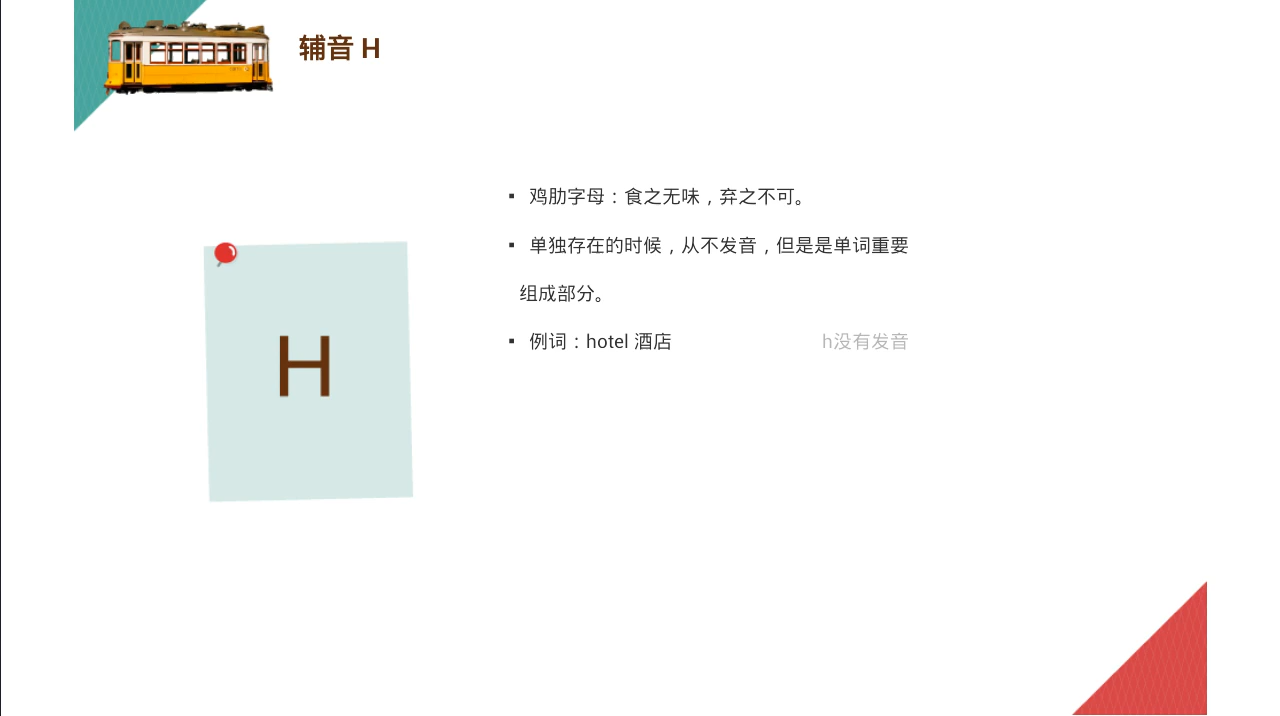 辅音 H
▪ 鸡肋字母：食之无味，弃之不可。
▪ 单独存在的时候，从不发音，但是是单词重要
组成部分。
H
▪ 例词：hotel 酒店 h没有发音